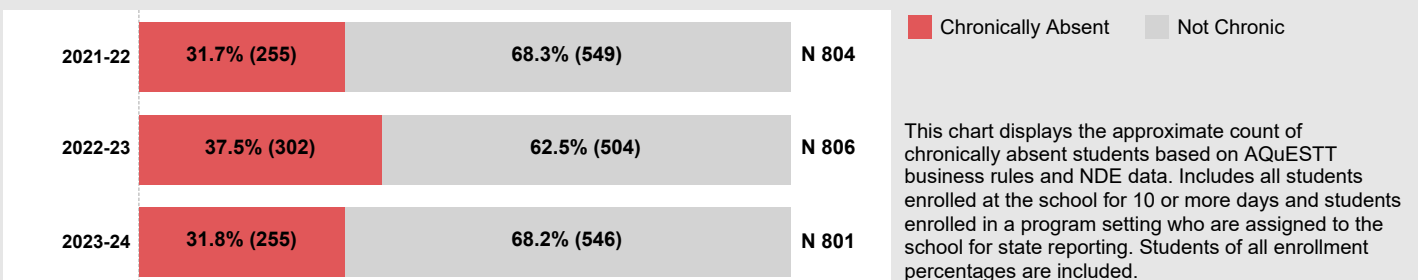 Chronically Absent Not Chronic
2021-22 31.7% (255) 68.3% (549) N 804
2022-23 37.5% (302) 62.5% (504) N 806
2023-24 31.8% (255) 68.2% (546) N 801
This chart displays the approximate count of
chronically absent students based on AQuESTT
business rules and NDE data. Includes all students
enrolled at the school for 10 or more days and students
enrolled in a program setting who are assigned to the
school for state reporting. Students of all enrollment
percentages are included.